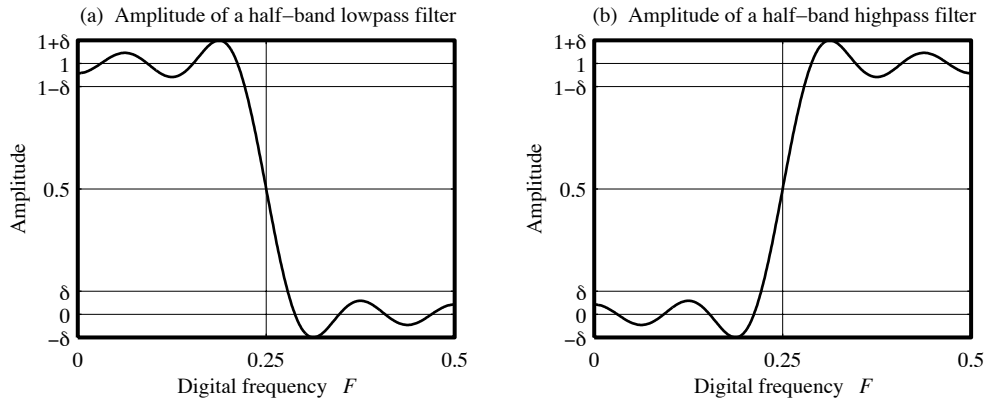 (a) Amplitude of a half−band lowpass filter
1+δ
1
1−δ
0.5
δ
0
−δ
Amplitude
0
0.25
0.5
Digital frequency F
(b) Amplitude of a half−band highpass filter
1+δ
1
1−δ
0.5
δ
0
−δ
Amplitude
0
0.25
0.5
Digital frequency F